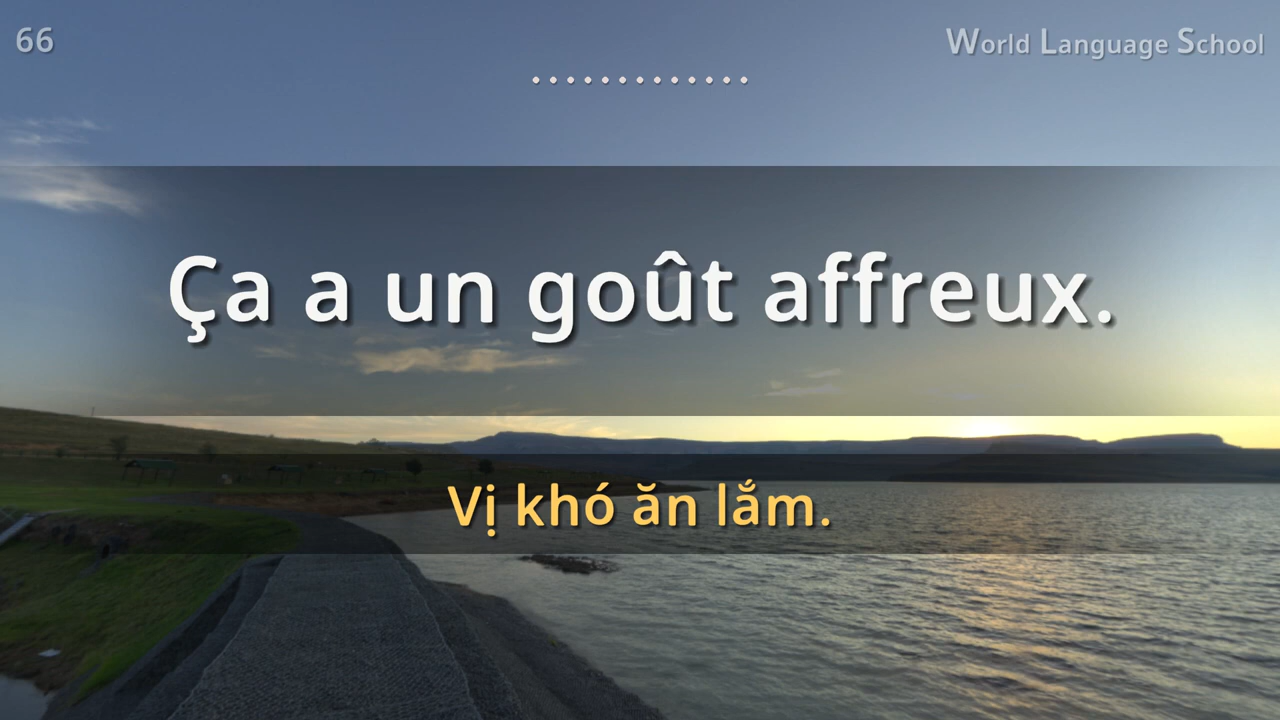 66
World Language School
Ça a un goût affreux.
Vị khó ăn lắm.